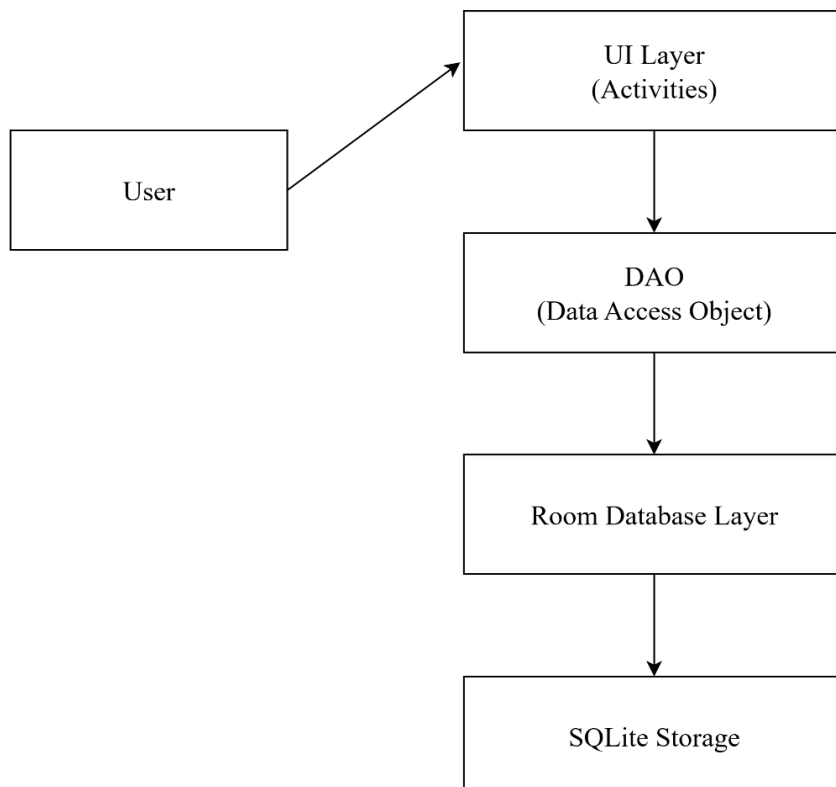 UI Layer
(Activities)
User
DAO
(Data Access Object)
Room Database Layer
SQLite Storage